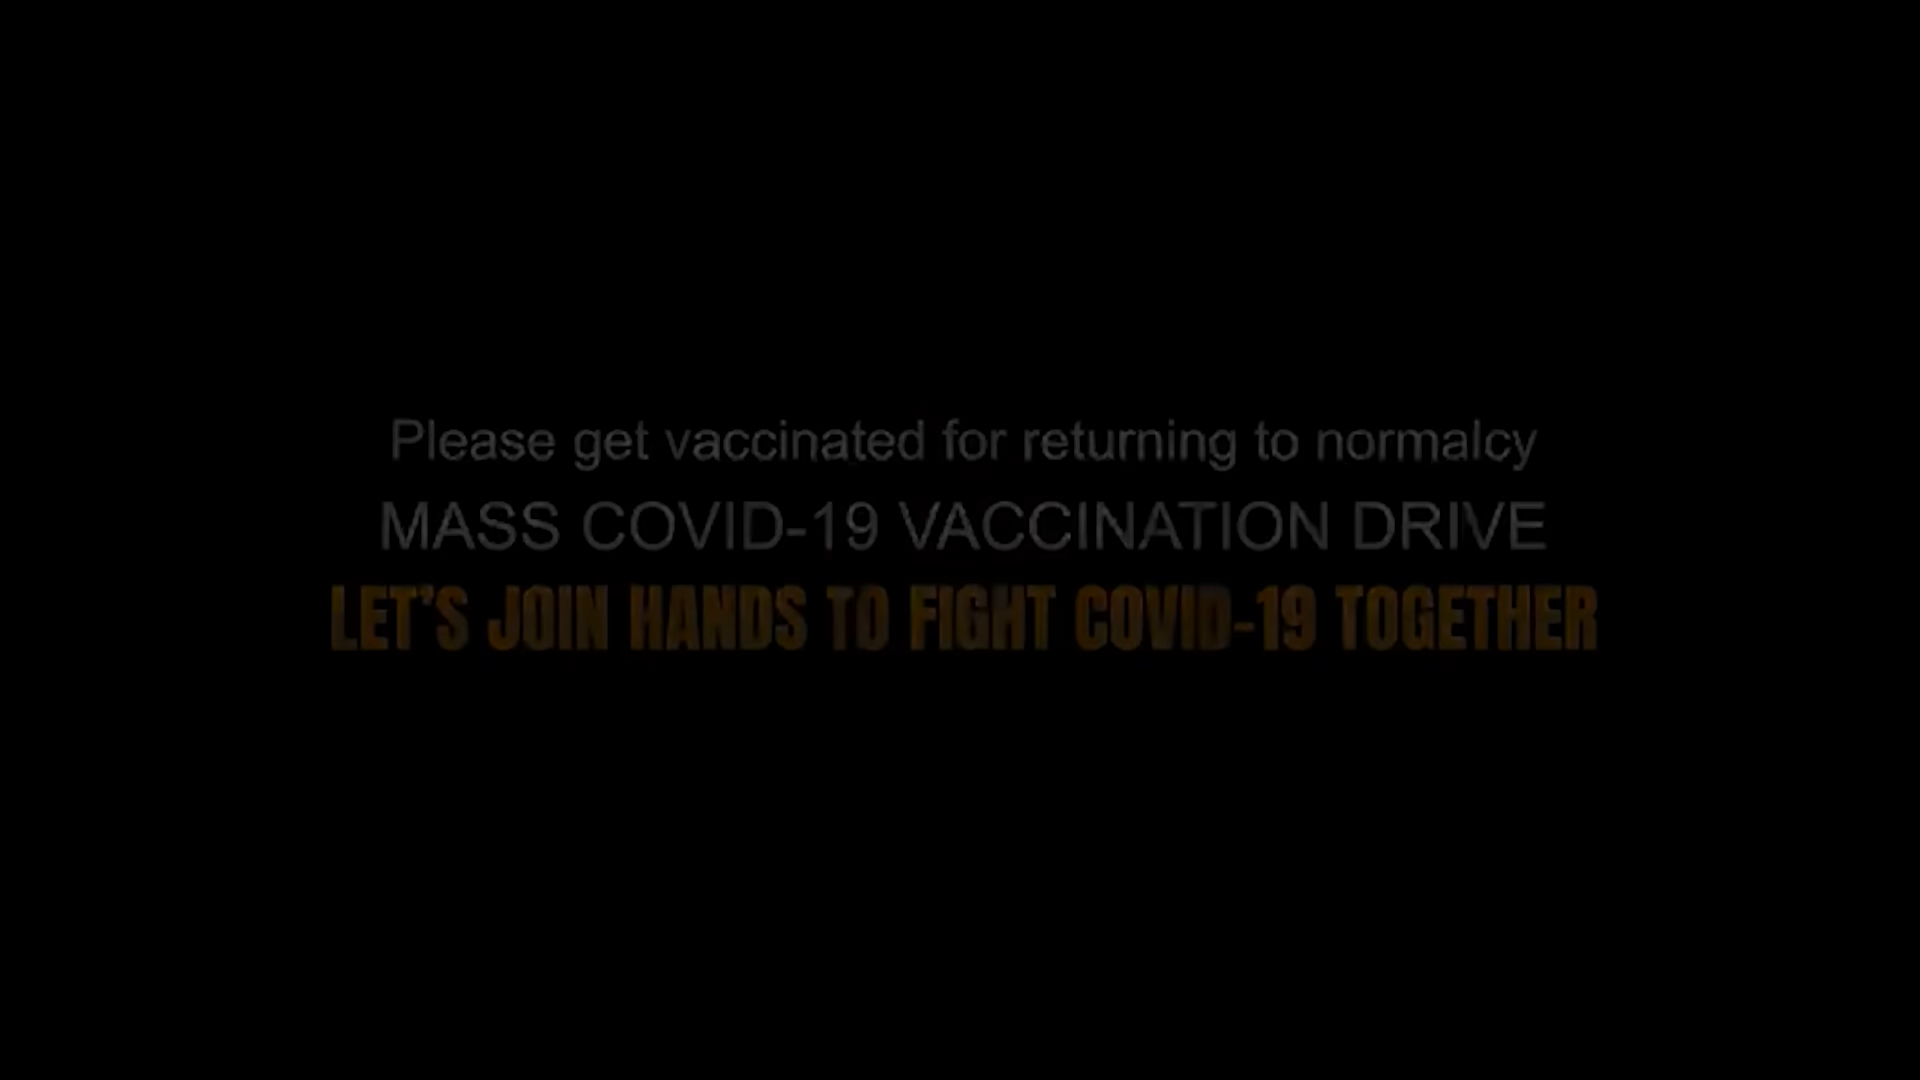 Please get vaccinated for returning to normalcy
MASS COVID-19 VACCINATION DRIVE
LET'S JOIN HANDS TO FIGHT COVID-19 TOGETHER